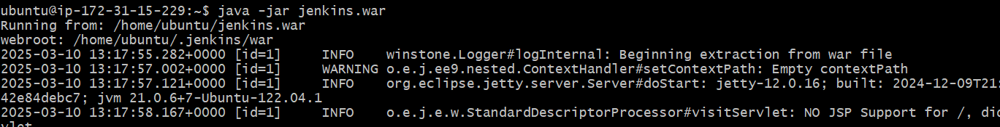 ubuntu@ip-172-31-15-229:~$ java -jar jenkins.war
Running from: /home/ubuntu/jenkins.war
webroot: /home/ubuntu/.jenkins/war
2025-03-10 13:17:55.282+0000 [id=1]     INFO    winstone.Logger#logInternal: Beginning extraction from war file
2025-03-10 13:17:57.002+0000 [id=1]     WARNING o.e.j.ee9.nested.ContextHandler#setContextPath: Empty contextPath
2025-03-10 13:17:57.121+0000 [id=1]     INFO    org.eclipse.jetty.server.Server#doStart: jetty-12.0.16; built: 2024-12-09T21:
42e84debc7; jvm 21.0.6+7-Ubuntu-122.04.1
2025-03-10 13:17:58.167+0000 [id=1]     INFO    o.e.j.e.w.StandardDescriptorProcessor#visitServlet: NO JSP Support for /, did